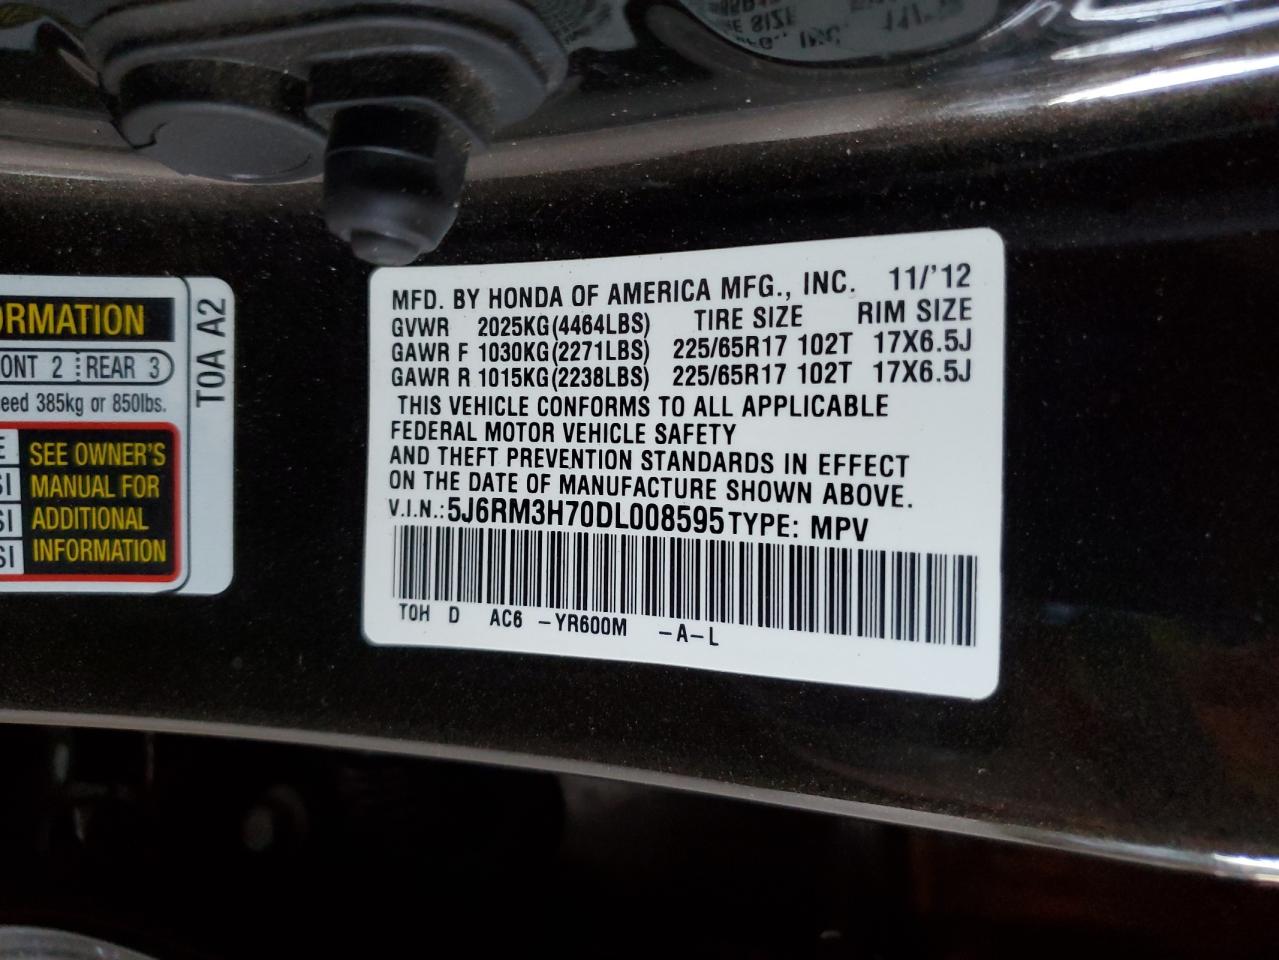 ORMATION
ONT 2 REAR 3
eed 385kg or 850lbs.
SEE OWNER'S
MANUAL FOR
ADDITIONAL
INFORMATION
E
SI
SI
SI
T0A A2
MFD. BY HONDA OF AMERICA MFG., INC. 11/'12
GVWR 2025KG(4464LBS) TIRE SIZE RIM SIZE
GAWR F 1030KG(2271LBS) 225/65R17 102T 17X6.5J
GAWR R 1015KG(2238LBS) 225/65R17 102T 17X6.5J
THIS VEHICLE CONFORMS TO ALL APPLICABLE
FEDERAL MOTOR VEHICLE SAFETY
AND THEFT PREVENTION STANDARDS IN EFFECT
ON THE DATE OF MANUFACTURE SHOWN ABOVE.
V.I.N.: 5J6RM3H70DL008595 TYPE: MPV
T0H D AC6 -YR600M -A-L